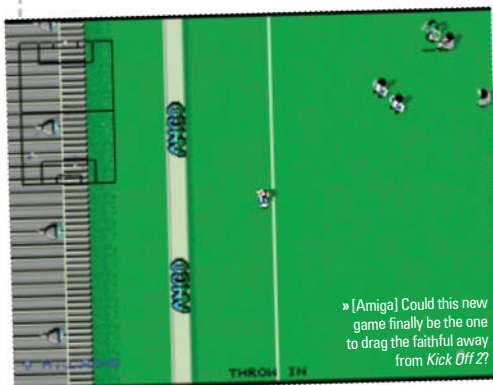 AMIGA
AMIGA
THROW IN
» [Amiga] Could this new
game finally be the one
to drag the faithful away
from Kick Off 2?